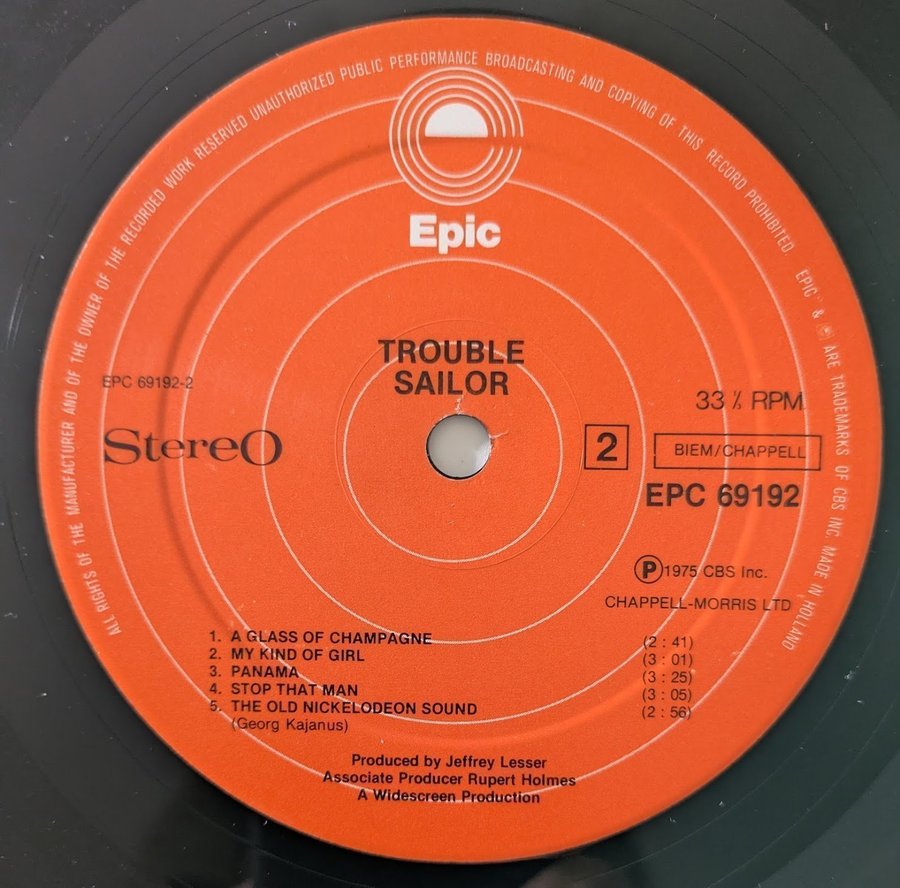 ALL RIGHTS OF THE MANUFACTURER AND OF THE OWNER OF THE RECORDED WORK RESERVED UNAUTHORIZED PUBLIC PERFORMANCE BROADCASTING AND COPYING OF THIS RECORD PROHIBITED. EPIC & ARE TRADEMARKS OF CBS INC. MADE IN HOLLAND
Epic
TROUBLE
SAILOR
EPC 69192-2
Stereo
33 ⅓ RPM
2
BIEM/CHAPPELL
EPC 69192
Ⓟ1975 CBS Inc.
CHAPPELL-MORRIS LTD
1. A GLASS OF CHAMPAGNE (2 : 41)
2. MY KIND OF GIRL (3 : 01)
3. PANAMA (3 : 25)
4. STOP THAT MAN (3 : 05)
5. THE OLD NICKELODEON SOUND (2 : 56)
(Georg Kajanus)
Produced by Jeffrey Lesser
Associate Producer Rupert Holmes
A Widescreen Production